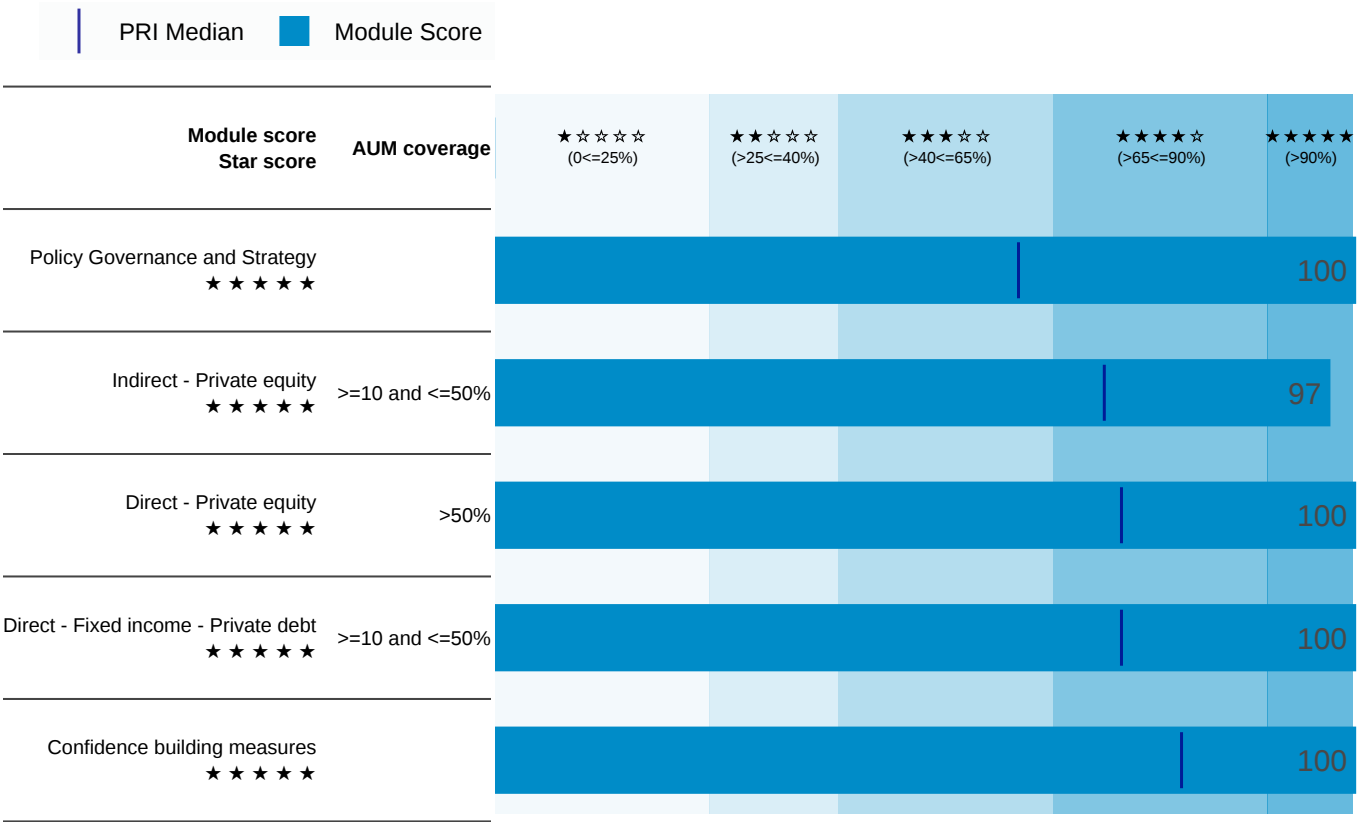 PRI Median
Module Score
Module score
Star score
AUM coverage
★☆☆☆☆
(0<=25%)
★★☆☆☆
(>25<=40%)
★★★☆☆
(>40<=65%)
★★★★☆
(>65<=90%)
★★★★★
(>90%)
Policy Governance and Strategy
★★★★★
100
Indirect - Private equity
★★★★★
>=10 and <=50%
97
Direct - Private equity
★★★★★
>50%
100
Direct - Fixed income - Private debt
★★★★★
>=10 and <=50%
100
Confidence building measures
★★★★★
100